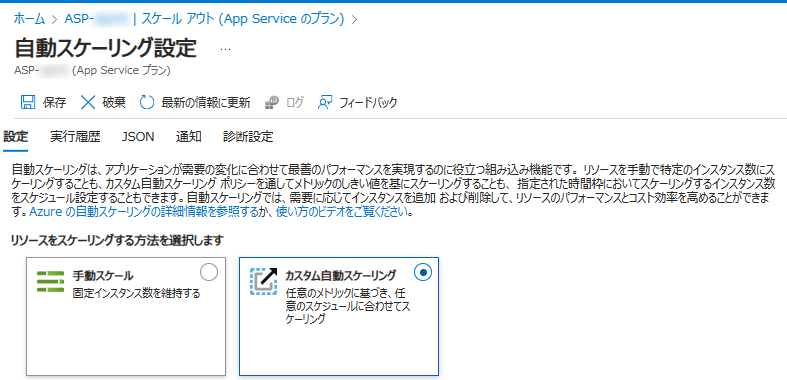 ホーム > ASP- | スケール アウト (App Service のプラン) >
自動スケーリング設定 …
ASP- (App Service プラン)
保存 破棄 最新の情報に更新 ログ フィードバック
設定 実行履歴 JSON 通知 診断設定
自動スケーリングは、アプリケーションが需要の変化に合わせて最善のパフォーマンスを実現するのに役立つ組み込み機能です。リソースを手動で特定のインスタンス数にス
ケーリングすることも、カスタム自動スケーリング ポリシーを通してメトリックのしきい値を基にスケーリングすることも、指定された時間枠においてスケーリングするインスタンス数
をスケジュール設定することもできます。自動スケーリングでは、需要に応じてインスタンスを追加 および削除して、リソースのパフォーマンスとコスト効率を高めることができま
す。Azure の自動スケーリングの詳細情報を参照するか、使い方のビデオをご覧ください。
リソースをスケーリングする方法を選択します
手動スケール
固定インスタンス数を維持する
カスタム自動スケーリング
任意のメトリックに基づき、任
意のスケジュールに合わせてス
ケーリング